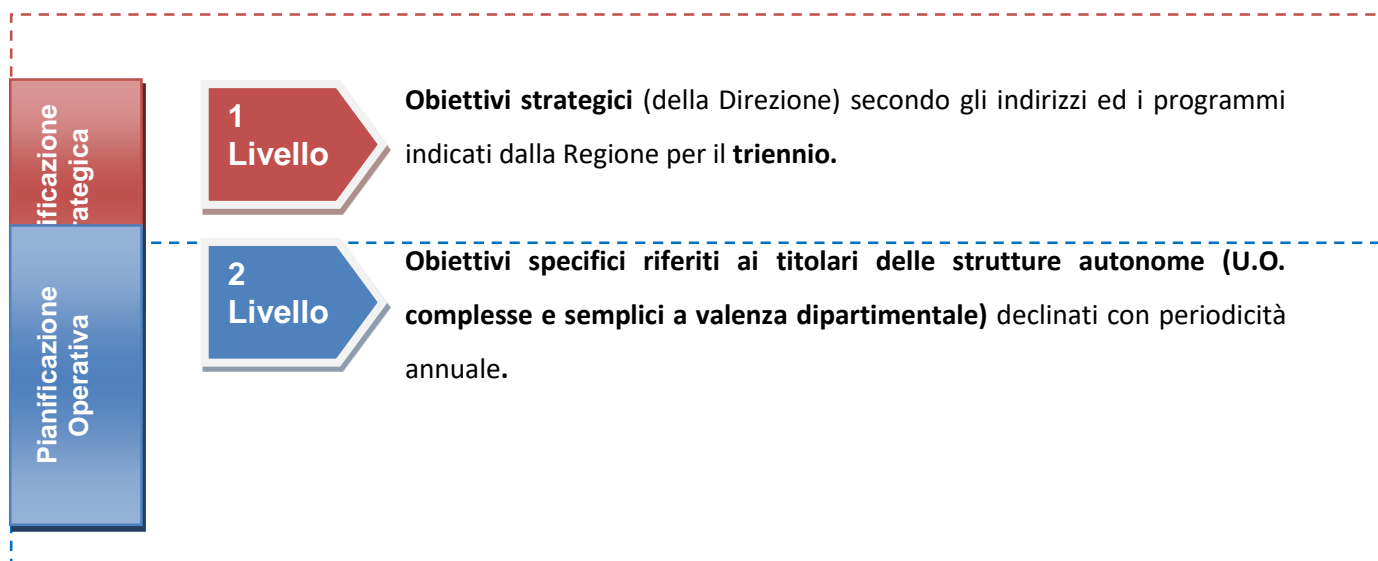 ificazione
rategica
1
Livello
Obiettivi strategici (della Direzione) secondo gli indirizzi ed i programmi
indicati dalla Regione per il triennio.
Pianificazione
Operativa
2
Livello
Obiettivi specifici riferiti ai titolari delle strutture autonome (U.O.
complesse e semplici a valenza dipartimentale) declinati con periodicità
annuale.